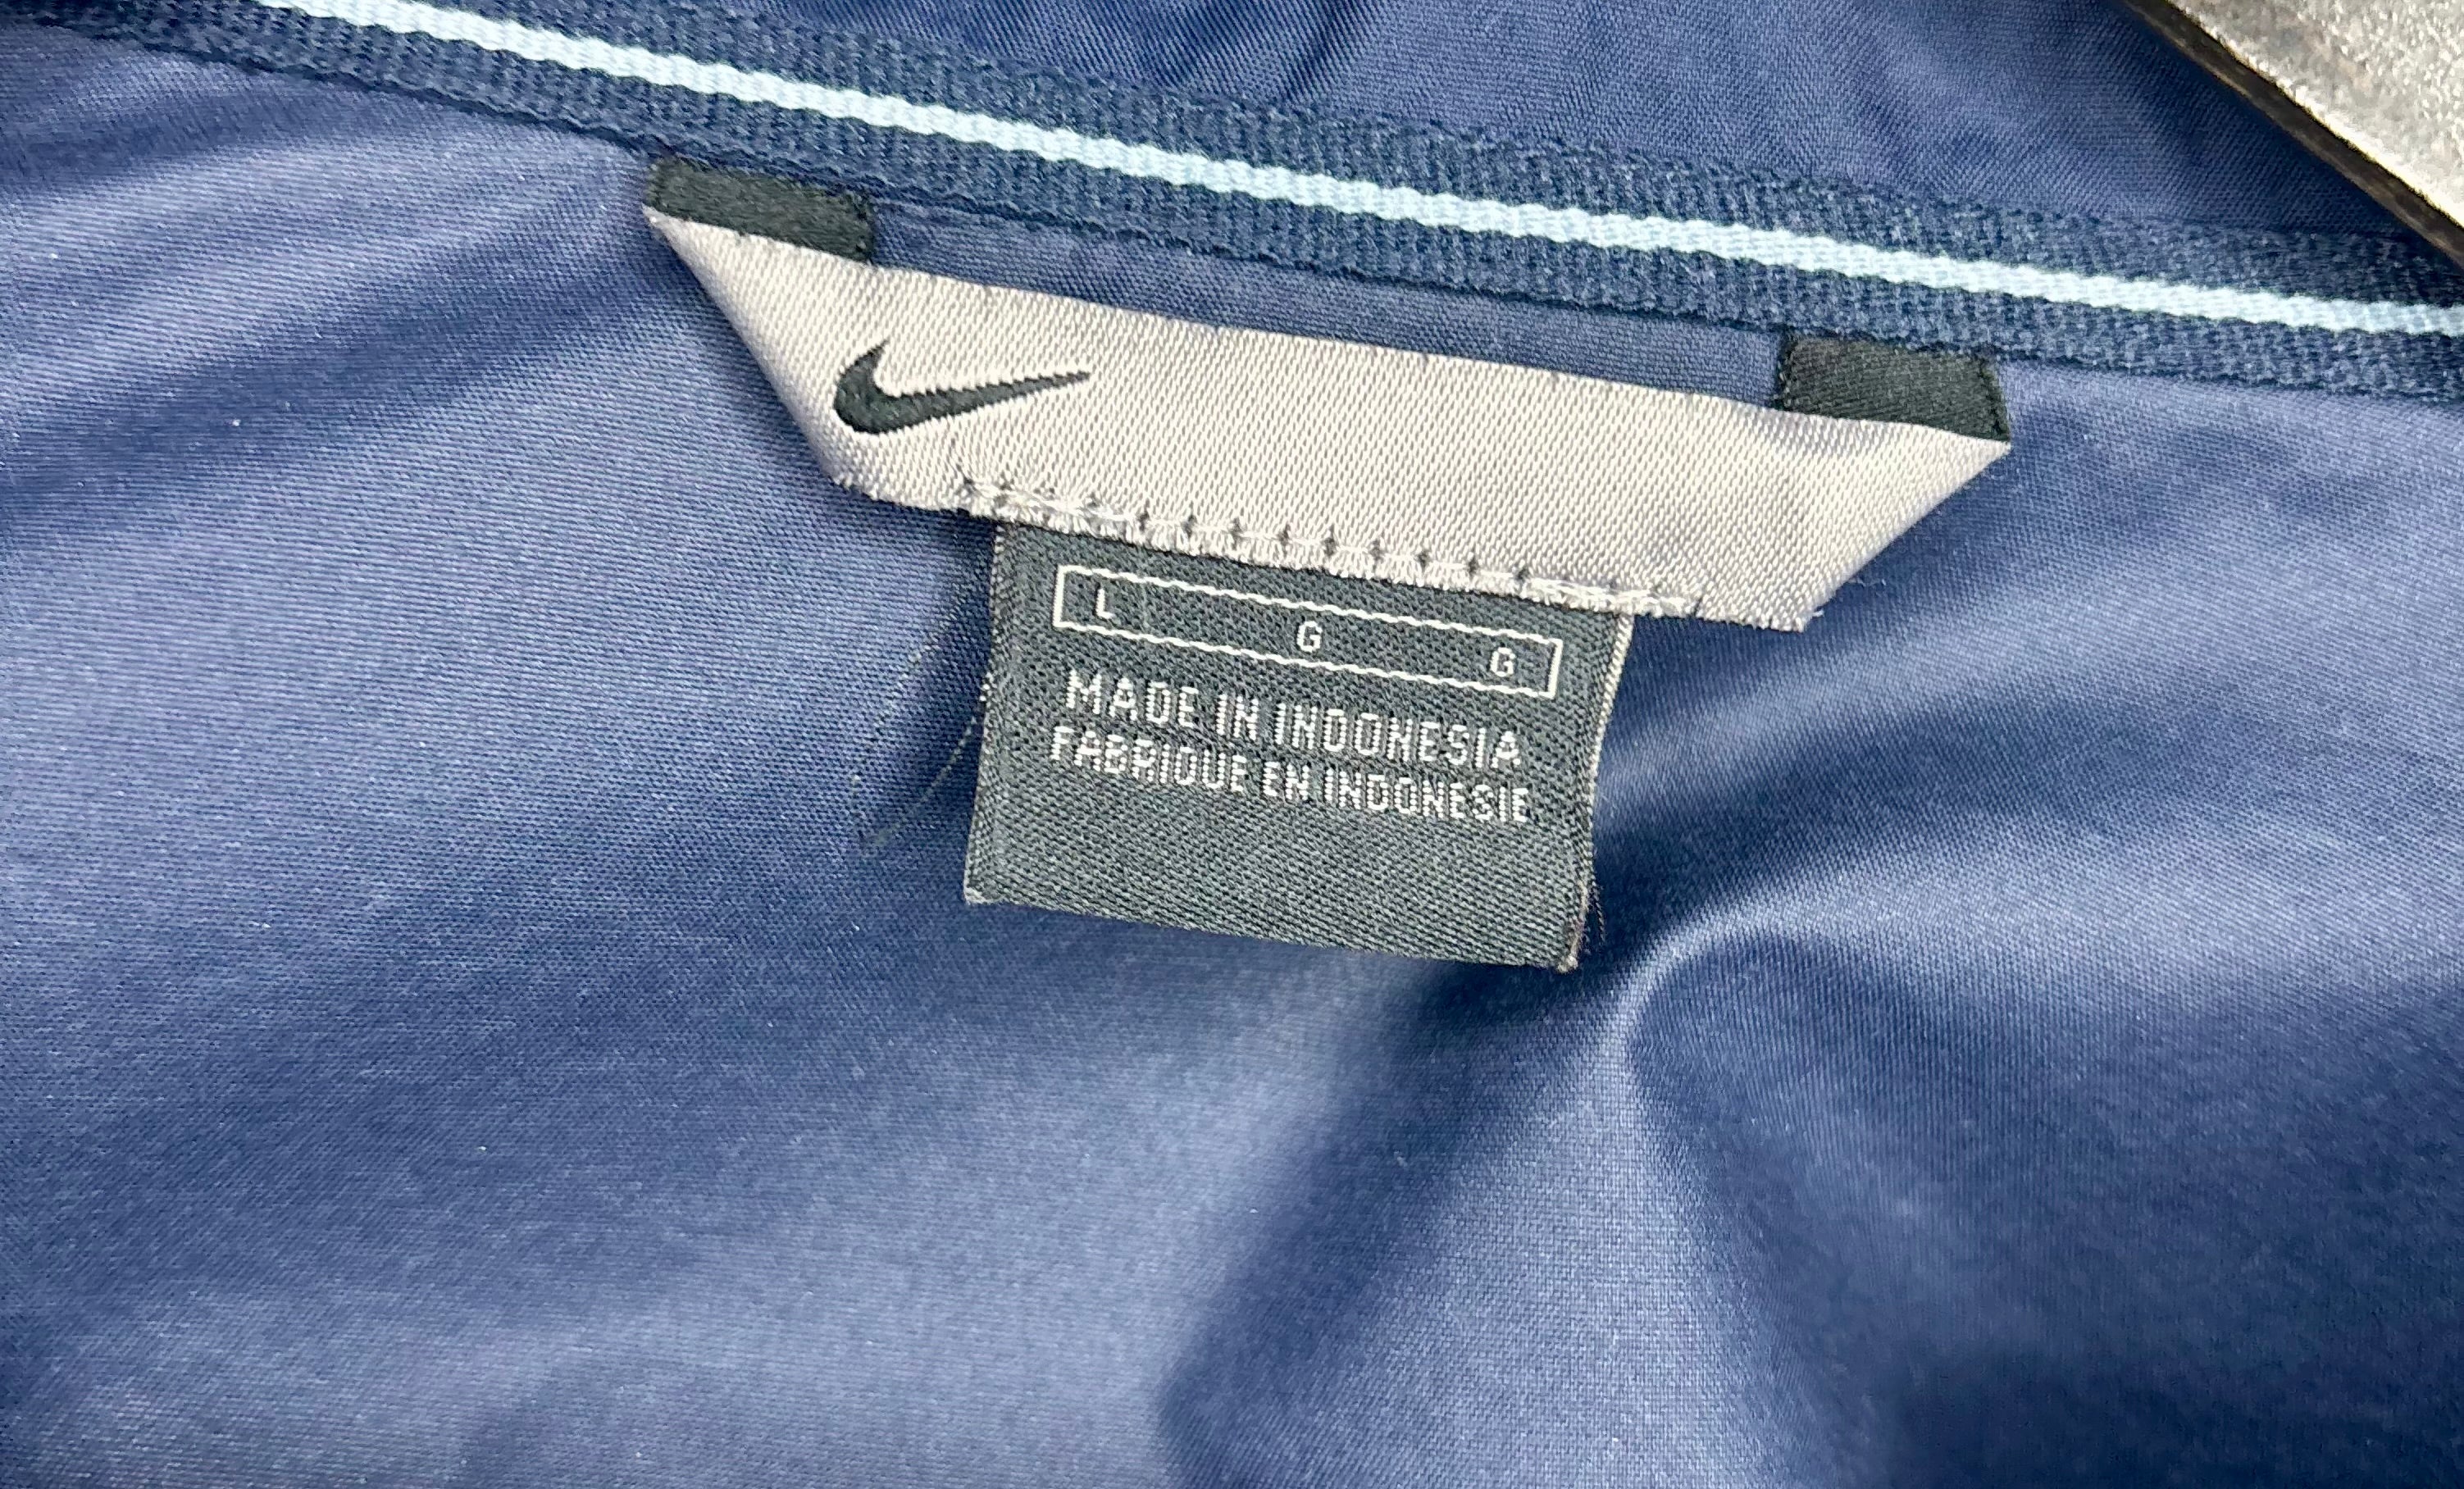 L G G
MADE IN INDONESIA
FABRIQUE EN INDONESIE